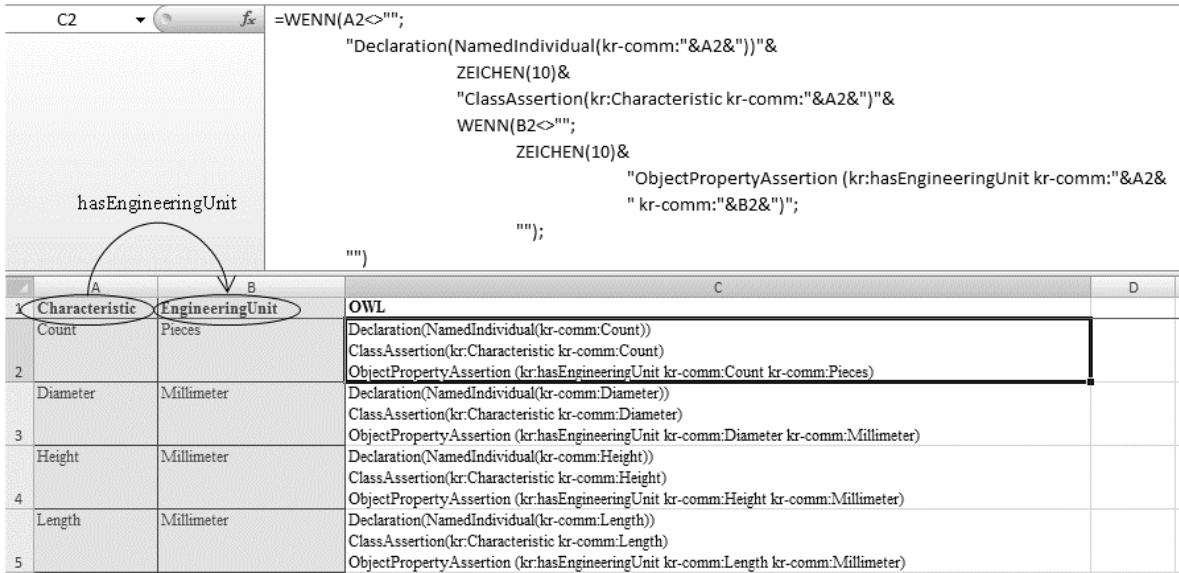 C2 fx =WENN(A2<>"";
"Declaration(NamedIndividual(kr-comm:"&A2&"))"&
ZEICHEN(10)&
"ClassAssertion(kr:Characteristic kr-comm:"&A2&")"&
WENN(B2<>"";
ZEICHEN(10)&
"ObjectPropertyAssertion (kr:hasEngineeringUnit kr-comm:"&A2&
" kr-comm:"&B2&")";
"");
"")
hasEngineeringUnit
A B C D
1 Characteristic EngineeringUnit OWL
Count Pieces Declaration(NamedIndividual(kr-comm:Count))
ClassAssertion(kr:Characteristic kr-comm:Count)
2 ObjectPropertyAssertion (kr:hasEngineeringUnit kr-comm:Count kr-comm:Pieces)
Diameter Millimeter Declaration(NamedIndividual(kr-comm:Diameter))
ClassAssertion(kr:Characteristic kr-comm:Diameter)
3 ObjectPropertyAssertion (kr:hasEngineeringUnit kr-comm:Diameter kr-comm:Millimeter)
Height Millimeter Declaration(NamedIndividual(kr-comm:Height))
ClassAssertion(kr:Characteristic kr-comm:Height)
4 ObjectPropertyAssertion (kr:hasEngineeringUnit kr-comm:Height kr-comm:Millimeter)
Length Millimeter Declaration(NamedIndividual(kr-comm:Length))
ClassAssertion(kr:Characteristic kr-comm:Length)
5 ObjectPropertyAssertion (kr:hasEngineeringUnit kr-comm:Length kr-comm:Millimeter)